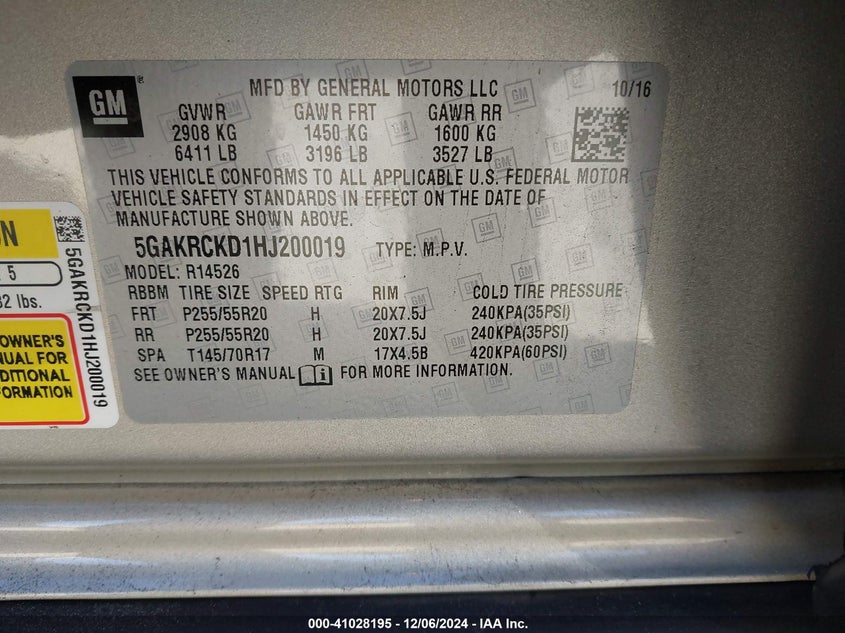 GM
MFD BY GENERAL MOTORS LLC 10/16
GVWR GAWR FRT GAWR RR
2908 KG 1450 KG 1600 KG
6411 LB 3196 LB 3527 LB
THIS VEHICLE CONFORMS TO ALL APPLICABLE U.S. FEDERAL MOTOR
VEHICLE SAFETY STANDARDS IN EFFECT ON THE DATE OF
MANUFACTURE SHOWN ABOVE.
5GAKRCKD1HJ200019 TYPE: M.P.V.
MODEL: R14526
RBBM TIRE SIZE SPEED RTG RIM COLD TIRE PRESSURE
FRT P255/55R20 H 20X7.5J 240KPA(35PSI)
RR P255/55R20 H 20X7.5J 240KPA(35PSI)
SPA T145/70R17 M 17X4.5B 420KPA(60PSI)
SEE OWNER'S MANUAL FOR MORE INFORMATION.
5
lbs.
OWNER'S
FOR
5GAKRCKD1HJ200019
000-41028195 - 12/06/2024 - IAA Inc.